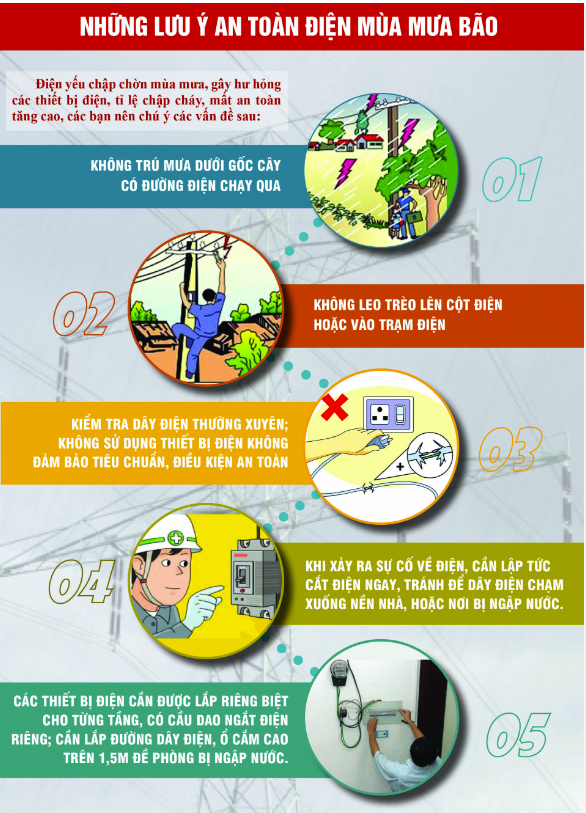 NHỮNG LƯU Ý AN TOÀN ĐIỆN MÙA MƯA BÃO
Điện yếu chập chờn mùa mưa, gây hư hỏng
các thiết bị điện, tỉ lệ chập cháy, mất an toàn
tăng cao, các bạn nên chú ý các vấn đề sau:
KHÔNG TRÚ MƯA DƯỚI GỐC CÂY
CÓ ĐƯỜNG ĐIỆN CHẠY QUA
01
02
KHÔNG LEO TRÈO LÊN CỘT ĐIỆN
HOẶC VÀO TRẠM ĐIỆN
KIỂM TRA DÂY ĐIỆN THƯỜNG XUYÊN;
KHÔNG SỬ DỤNG THIẾT BỊ ĐIỆN KHÔNG
ĐẢM BẢO TIÊU CHUẨN, ĐIỀU KIỆN AN TOÀN
03
04
KHI XẢY RA SỰ CỐ VỀ ĐIỆN, CẦN LẬP TỨC
CẮT ĐIỆN NGAY, TRÁNH ĐỂ DÂY ĐIỆN CHẠM
XUỐNG NỀN NHÀ, HOẶC NƠI BỊ NGẬP NƯỚC.
CÁC THIẾT BỊ ĐIỆN CẦN ĐƯỢC LẮP RIÊNG BIỆT
CHO TỪNG TẦNG, CÓ CẦU DAO NGẮT ĐIỆN
RIÊNG; CẦN LẮP ĐƯỜNG DÂY ĐIỆN, Ổ CẮM CAO
TRÊN 1,5M ĐỀ PHÒNG BỊ NGẬP NƯỚC.
05